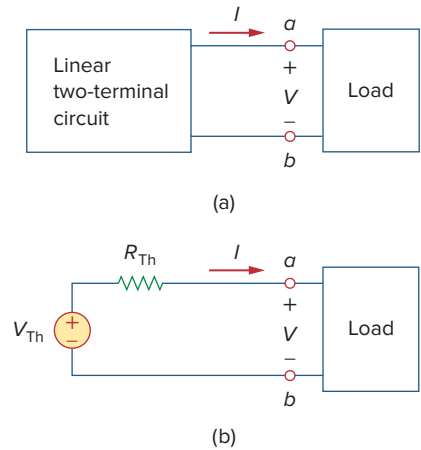 I
a
Linear
two-terminal
circuit
+
V
–
Load
b
(a)
R_Th
I
a
V_Th
+
–
+
V
–
Load
b
(b)